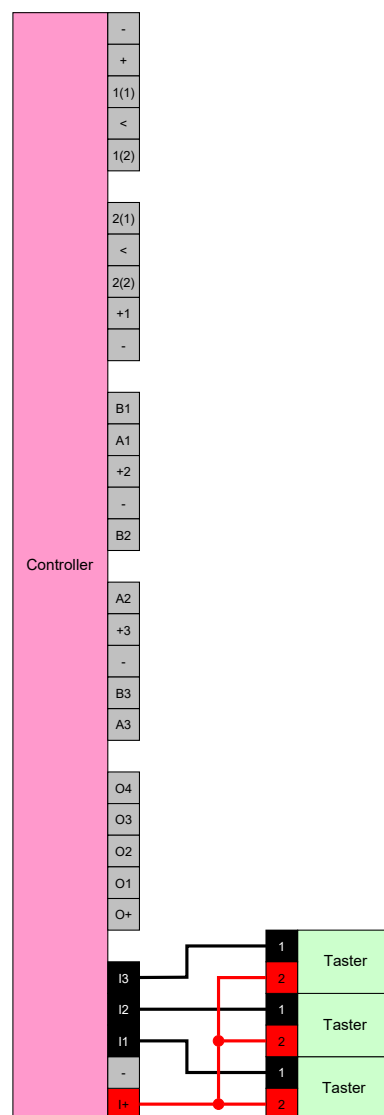 -
+
1(1)
<
1(2)
2(1)
<
2(2)
+1
-
B1
A1
+2
-
B2
Controller
A2
+3
-
B3
A3
O4
O3
O2
O1
O+
I3
I2
I1
-
I+
1
2
Taster
1
2
Taster
1
2
Taster